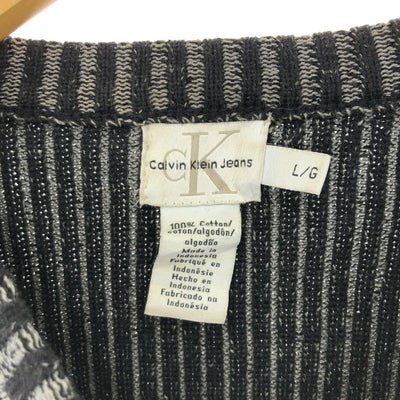 CK
Calvin Klein Jeans
L/G
100% Cotton/
coton/algodón/
algodão
Made in
Indonesia
Fabriqué en
Indonésie
Hecho en
Indonesia
Fabricado na
Indonesia